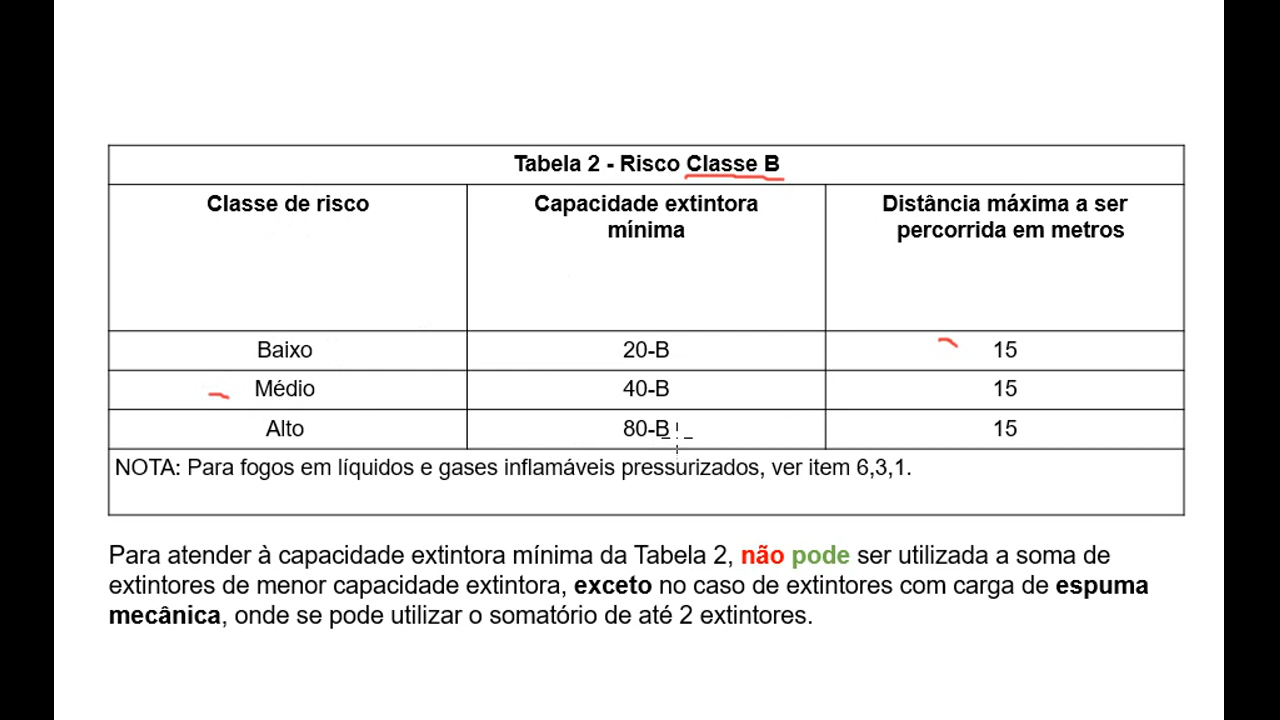 Tabela 2 - Risco Classe B
Classe de risco
Capacidade extintora
mínima
Distância máxima a ser
percorrida em metros
Baixo
20-B
15
Médio
40-B
15
Alto
80-B
15
NOTA: Para fogos em líquidos e gases inflamáveis pressurizados, ver item 6,3,1.
Para atender à capacidade extintora mínima da Tabela 2, não pode ser utilizada a soma de
extintores de menor capacidade extintora, exceto no caso de extintores com carga de espuma
mecânica, onde se pode utilizar o somatório de até 2 extintores.